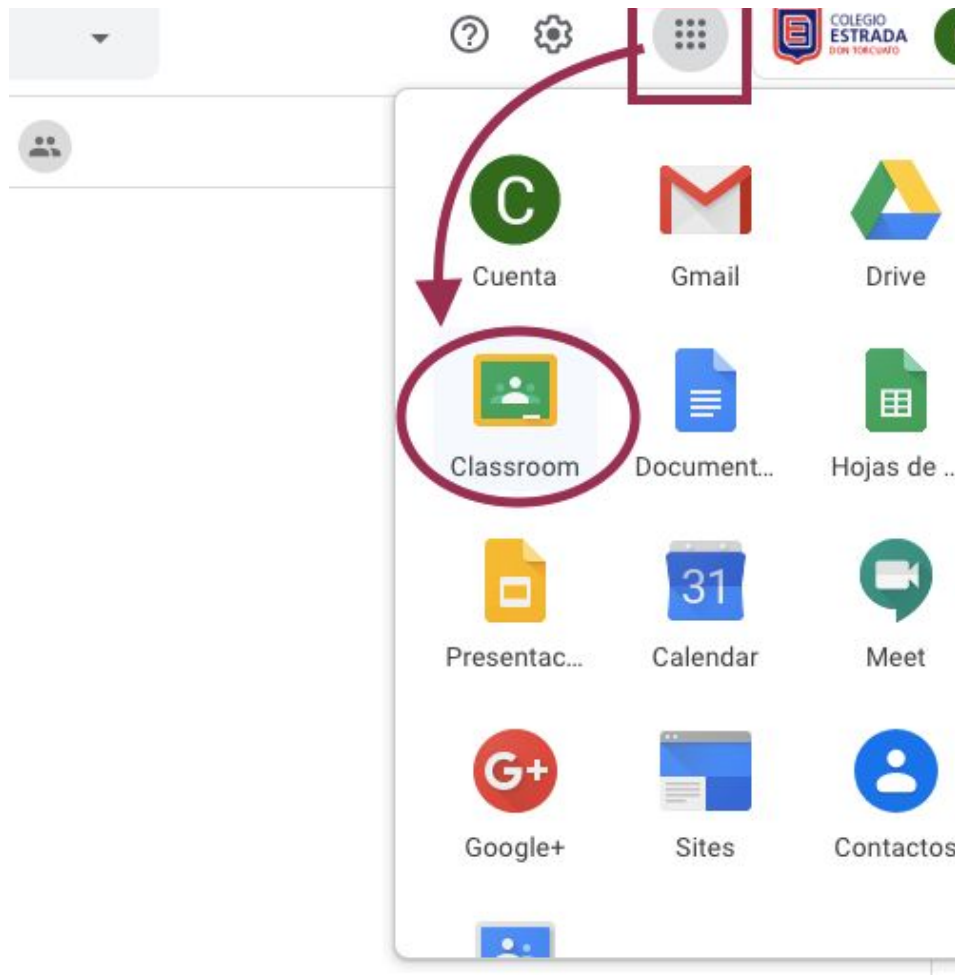 COLEGIO
ESTRADA
DON TORCUATO
C
Cuenta
Gmail
Drive
Classroom
Document...
Hojas de ...
31
Presentac...
Calendar
Meet
G+
Google+
Sites
Contactos